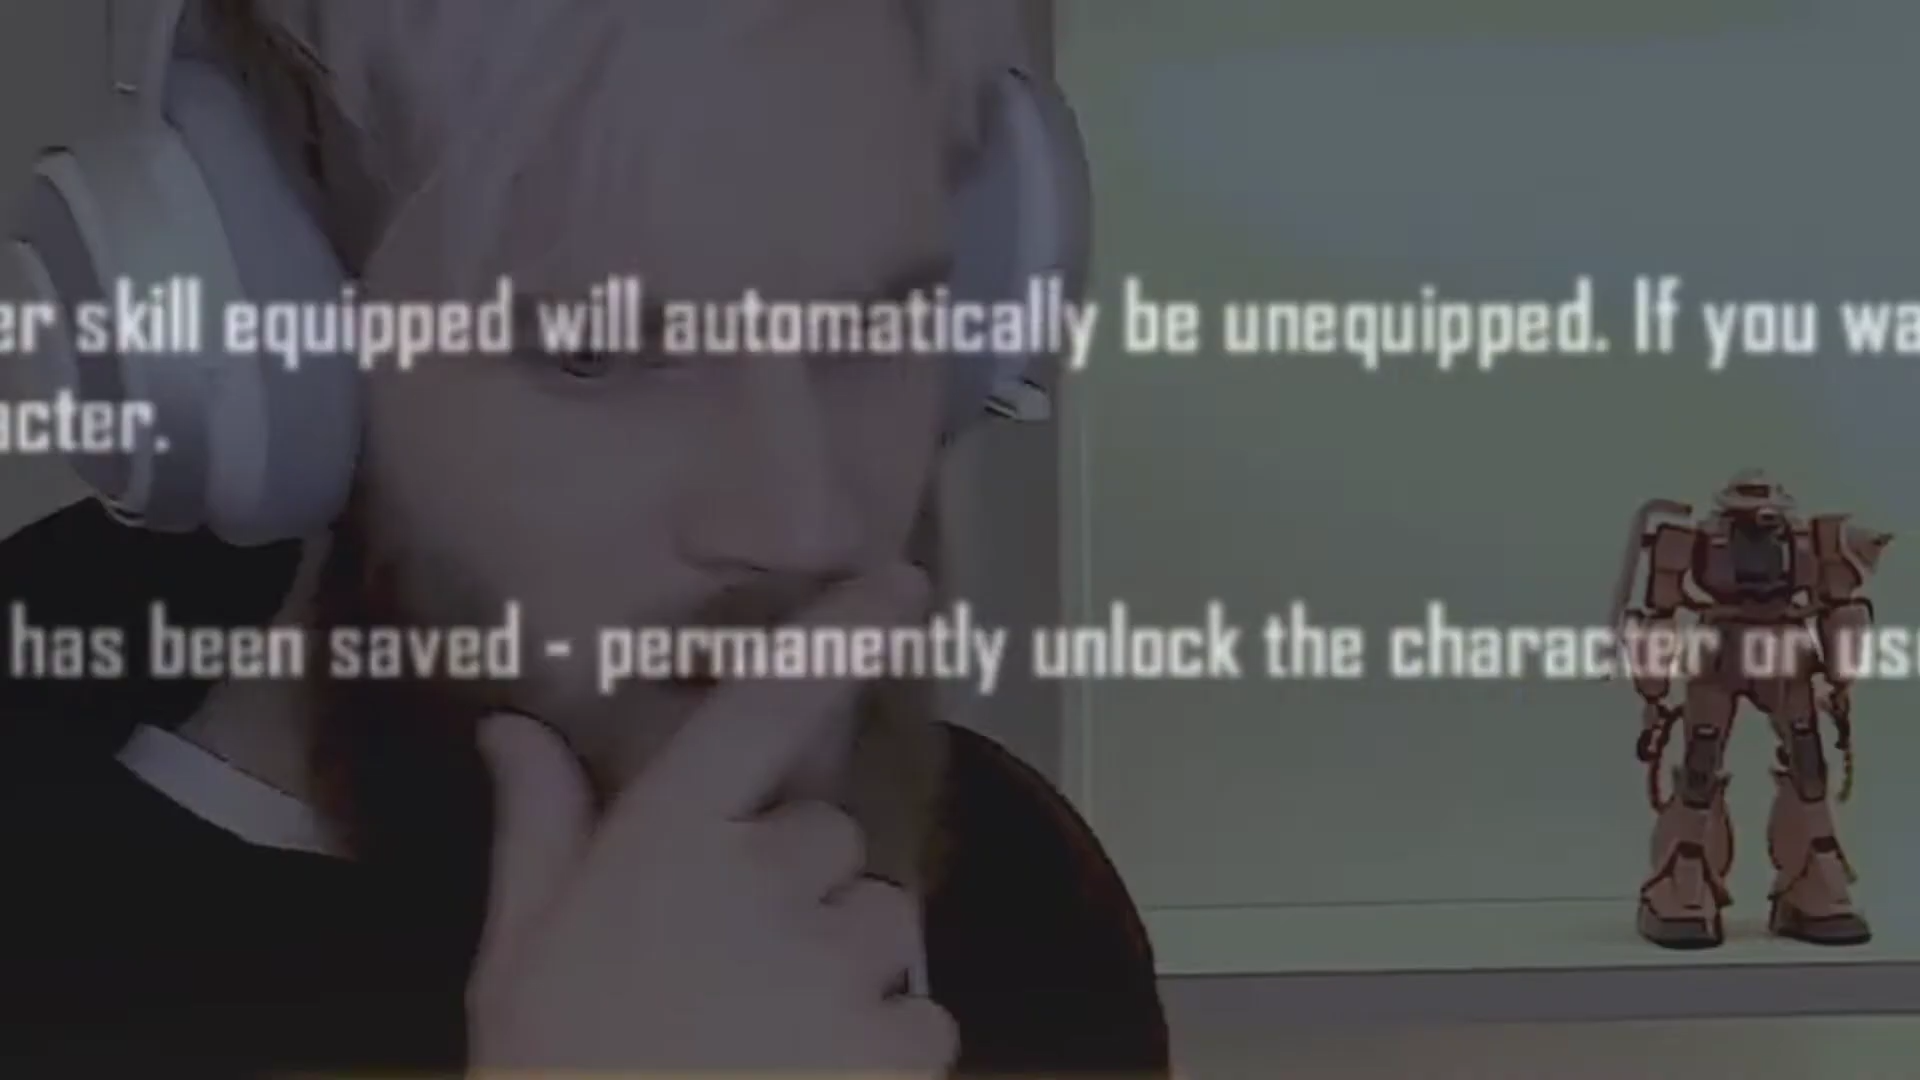 er skill equipped will automatically be unequipped. If you wa
acter.
has been saved - permanently unlock the character or us